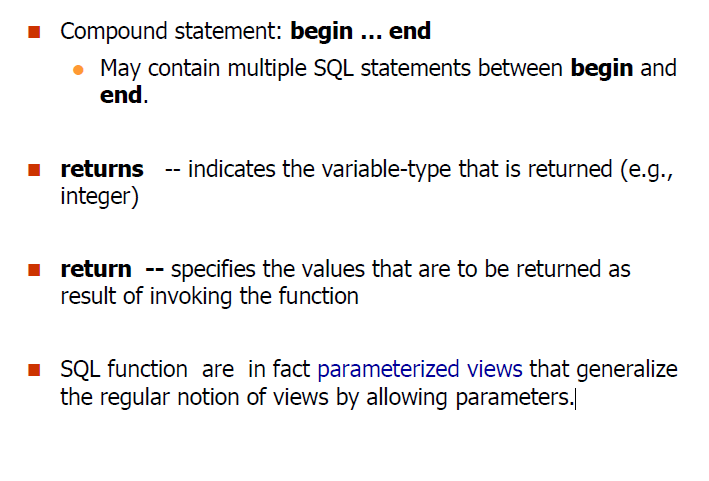 Compound statement: begin … end
May contain multiple SQL statements between begin and
end.
returns -- indicates the variable-type that is returned (e.g.,
integer)
return -- specifies the values that are to be returned as
result of invoking the function
SQL function are in fact parameterized views that generalize
the regular notion of views by allowing parameters.